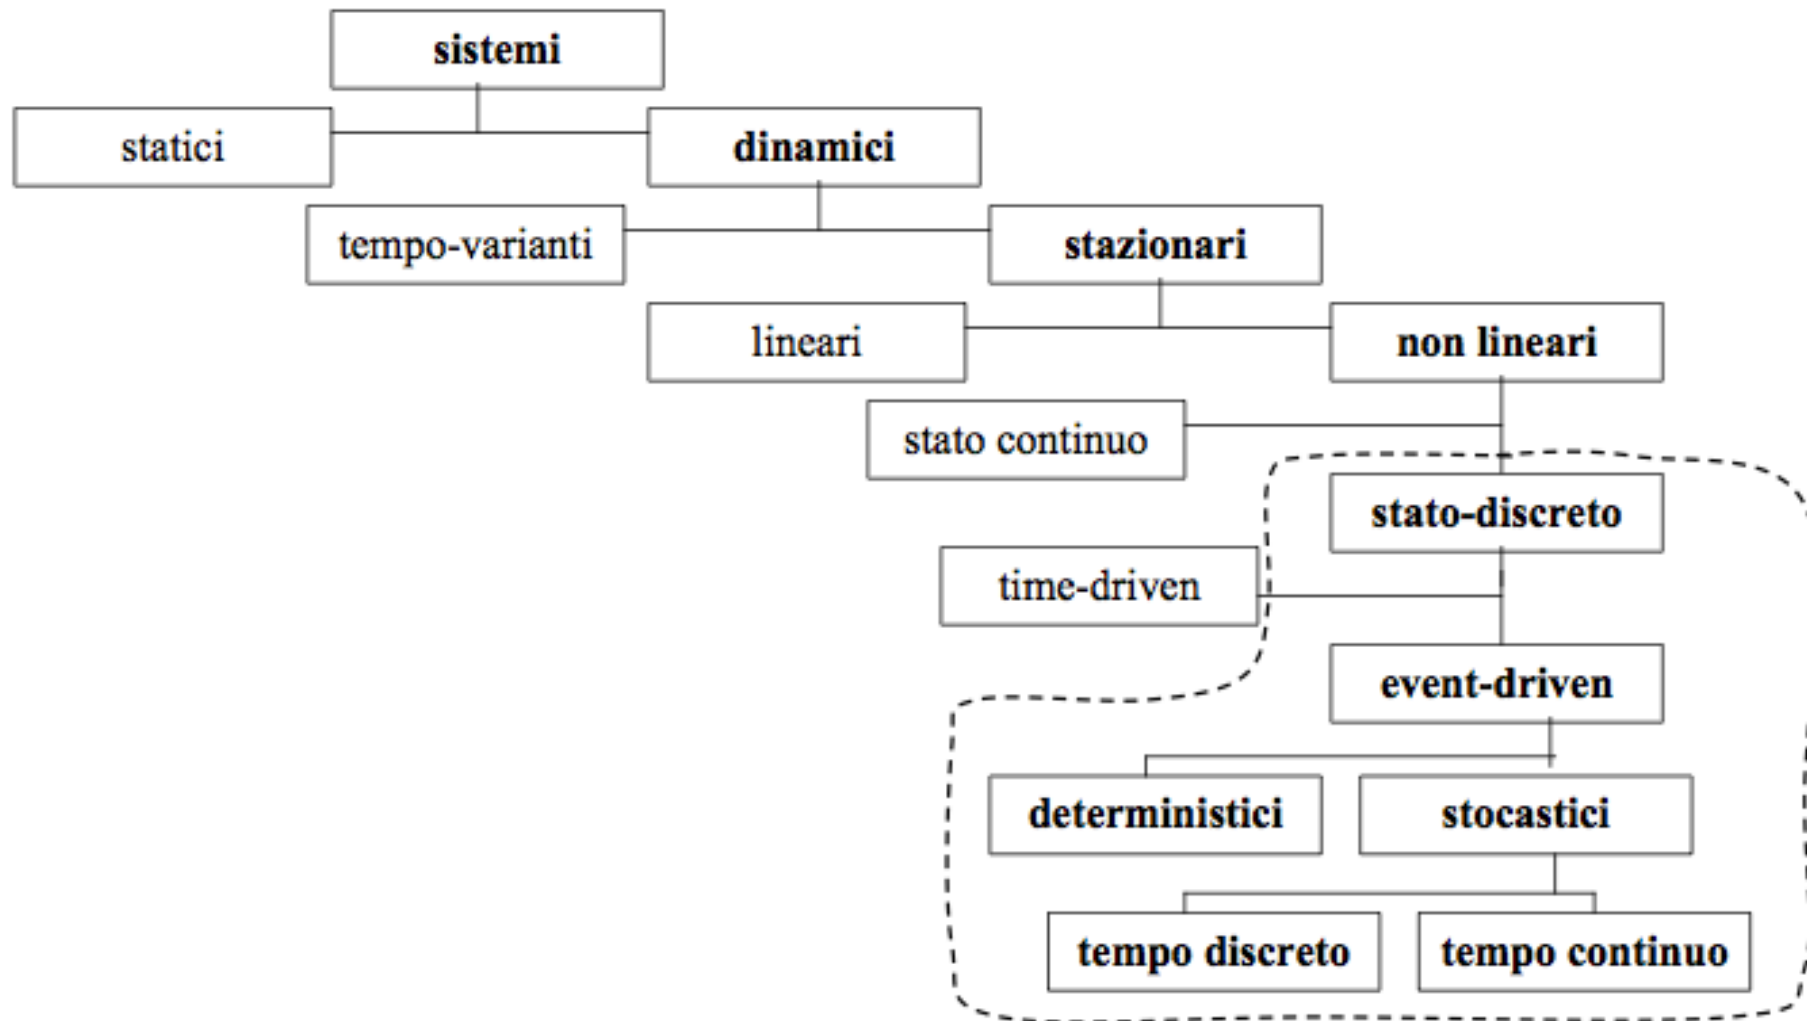 sistemi
statici
dinamici
tempo-varianti
stazionari
lineari
non lineari
stato continuo
stato-discreto
time-driven
event-driven
deterministici
stocastici
tempo discreto
tempo continuo